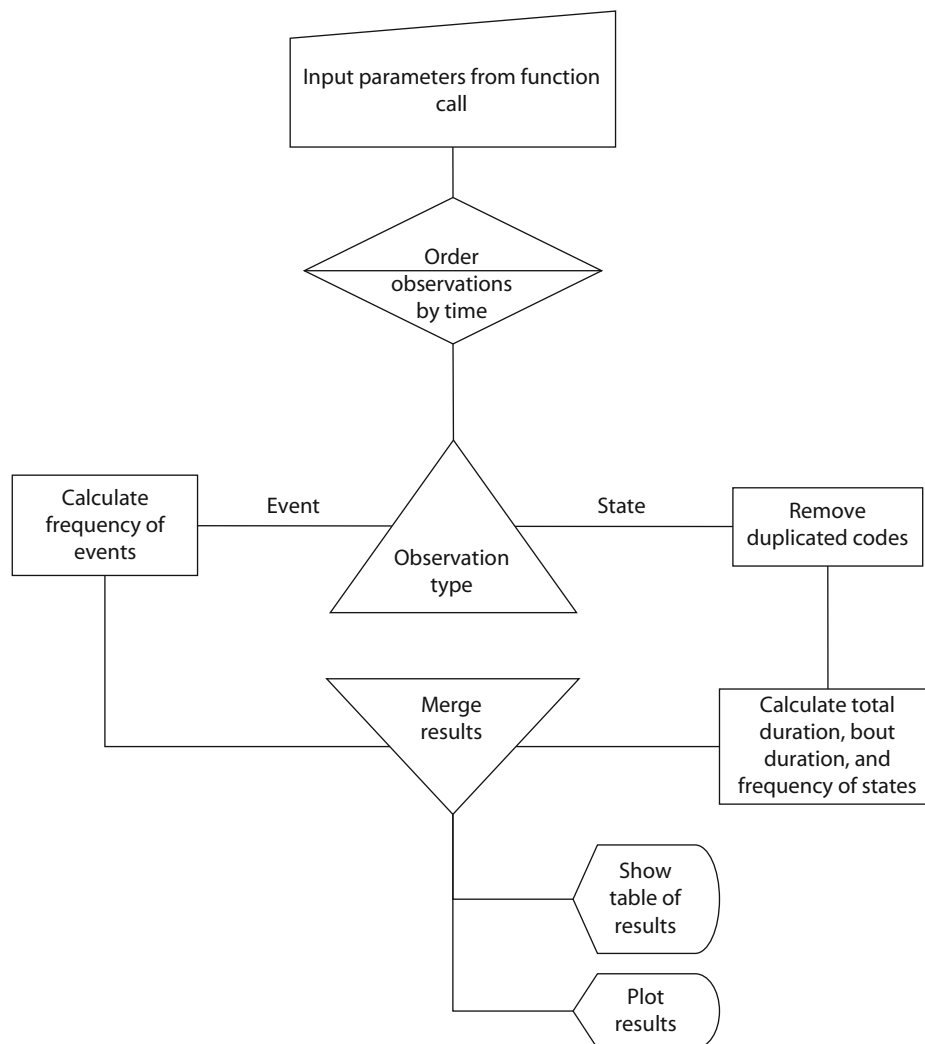 Input parameters from function
call
Order
observations
by time
Calculate
frequency of
events
Event
Observation
type
State
Remove
duplicated codes
Merge
results
Calculate total
duration, bout
duration, and
frequency of states
Show
table of
results
Plot
results